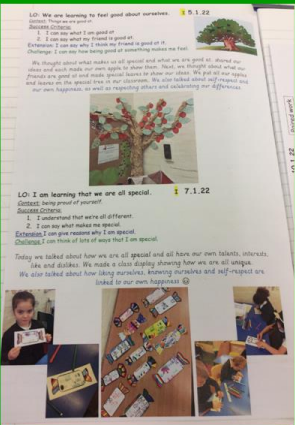 LO: We are learning to feel good about ourselves. I 5.1.22
Context: Things we are good at.
Success Criteria:
1. I can say what I am good at.
2. I can say what my friend is good at.
Extension: I can say why I think my friend is good at it.
Challenge: I can say how being good at something makes me feel.
We thought about what makes us all special and what we are good at, shared our
ideas and each made our own apple to show them. Next, we thought about what our
friends are good at and made special leaves to show our ideas. We put all our apples
and leaves on the special tree in our classroom. We also talked about self-respect and
our own happiness, as well as respecting others and celebrating our differences.
LO: I am learning that we are all special. I 7.1.22
Context: being proud of yourself.
Success Criteria:
1. I understand that we're all different.
2. I can say what makes me special.
Extension I can give reasons why I am special.
Challenge I can think of lots of ways that I am special.
Today we talked about how we are all special and all have our own talents, interests,
like and dislikes. We made a class display showing how we are all unique.
We also talked about how liking ourselves, knowing ourselves and self-respect are
linked to our own happiness